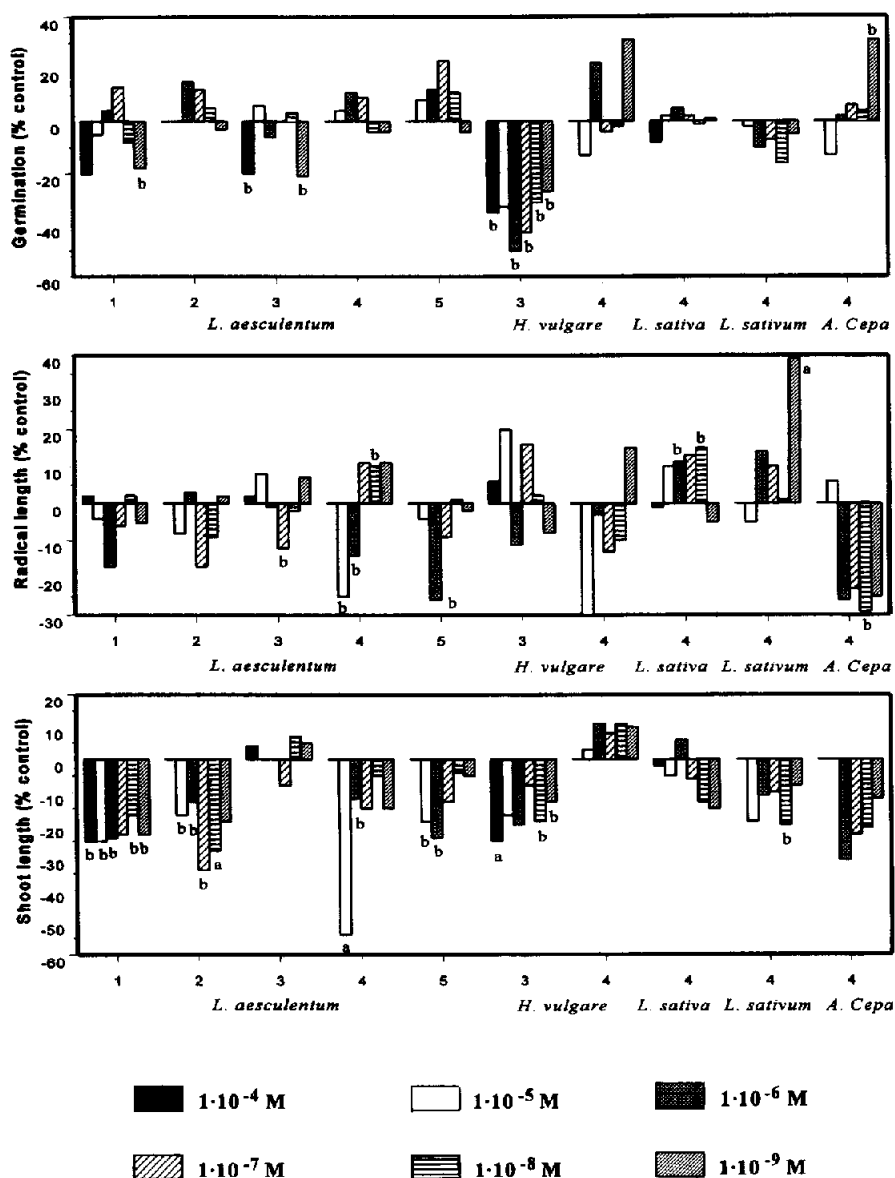 40
20
0
-20
-40
-60
Germination (% control)
b
b
b
b
b
b
b
b
b
1 2 3 4 5 3 4 4 4 4
L. aesculentum H. vulgare L. sativa L. sativum A. Cepa
40
20
0
-10
-20
-30
Radical length (% control)
a
b
b
b
b
b
b
b
1 2 3 4 5 3 4 4 4 4
L. aesculentum H. vulgare L. sativa L. sativum A. Cepa
20
10
0
-10
-20
-30
-40
-50
-60
Shoot length (% control)
b bb bb
b b
b
a
a
b
b b
a
b
b
b
1 2 3 4 5 3 4 4 4 4
L. aesculentum H. vulgare L. sativa L. sativum A. Cepa
1·10 -4 M 1·10 -5 M 1·10 -6 M
1·10 -7 M 1·10 -8 M 1·10 -9 M